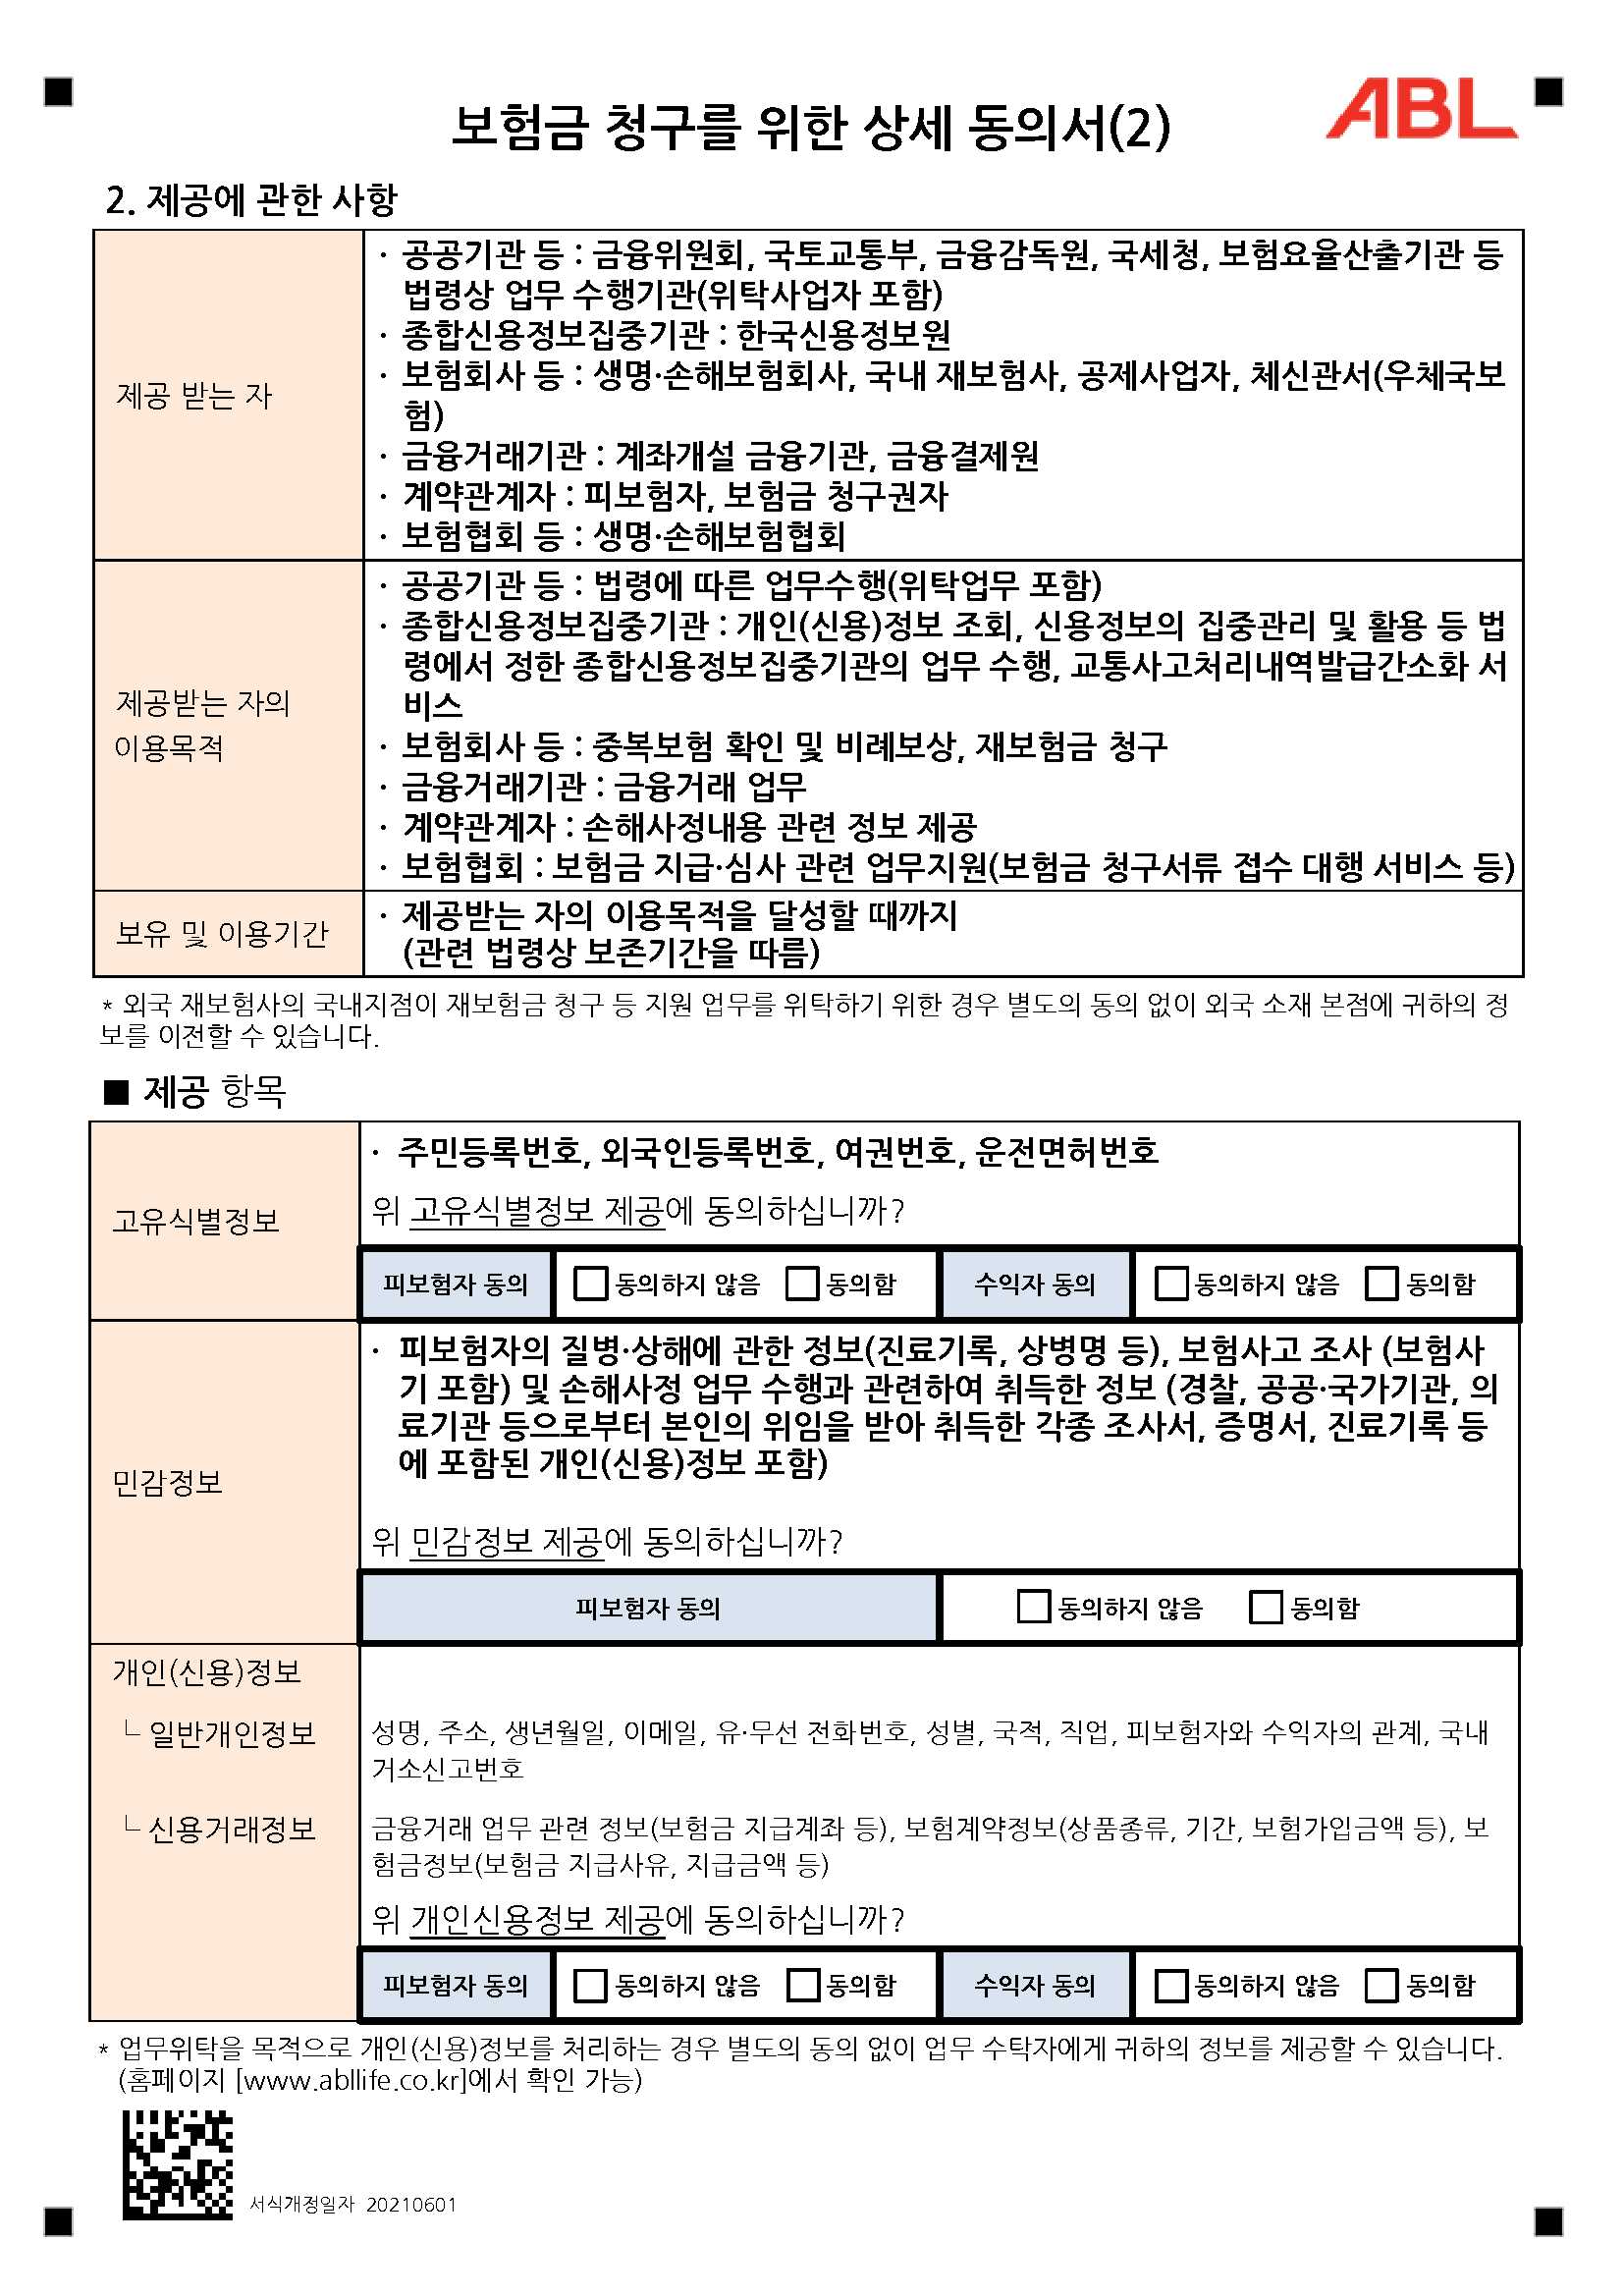 보험금 청구를 위한 상세 동의서(2)
ABL
2. 제공에 관한 사항
제공 받는 자
· 공공기관 등 : 금융위원회, 국토교통부, 금융감독원, 국세청, 보험요율산출기관 등
법령상 업무 수행기관(위탁사업자 포함)
· 종합신용정보집중기관 : 한국신용정보원
· 보험회사 등 : 생명·손해보험회사, 국내 재보험사, 공제사업자, 체신관서(우체국보
험)
· 금융거래기관 : 계좌개설 금융기관, 금융결제원
· 계약관계자 : 피보험자, 보험금 청구권자
· 보험협회 등 : 생명·손해보험협회
제공받는 자의
이용목적
· 공공기관 등 : 법령에 따른 업무수행(위탁업무 포함)
· 종합신용정보집중기관 : 개인(신용)정보 조회, 신용정보의 집중관리 및 활용 등 법
령에서 정한 종합신용정보집중기관의 업무 수행, 교통사고처리내역발급간소화 서
비스
· 보험회사 등 : 중복보험 확인 및 비례보상, 재보험금 청구
· 금융거래기관 : 금융거래 업무
· 계약관계자 : 손해사정내용 관련 정보 제공
· 보험협회 : 보험금 지급·심사 관련 업무지원(보험금 청구서류 접수 대행 서비스 등)
보유 및 이용기간
· 제공받는 자의 이용목적을 달성할 때까지
(관련 법령상 보존기간을 따름)
* 외국 재보험사의 국내지점이 재보험금 청구 등 지원 업무를 위탁하기 위한 경우 별도의 동의 없이 외국 소재 본점에 귀하의 정
보를 이전할 수 있습니다.
■ 제공 항목
고유식별정보
· 주민등록번호, 외국인등록번호, 여권번호, 운전면허번호
위 고유식별정보 제공에 동의하십니까?
피보험자 동의 □동의하지 않음 □동의함 수익자 동의 □동의하지 않음 □동의함
민감정보
· 피보험자의 질병·상해에 관한 정보(진료기록, 상병명 등), 보험사고 조사 (보험사
기 포함) 및 손해사정 업무 수행과 관련하여 취득한 정보 (경찰, 공공·국가기관, 의
료기관 등으로부터 본인의 위임을 받아 취득한 각종 조사서, 증명서, 진료기록 등
에 포함된 개인(신용)정보 포함)
위 민감정보 제공에 동의하십니까?
피보험자 동의 □동의하지 않음 □동의함
개인(신용)정보
└ 일반개인정보
성명, 주소, 생년월일, 이메일, 유·무선 전화번호, 성별, 국적, 직업, 피보험자와 수익자의 관계, 국내
거소신고번호
└ 신용거래정보
금융거래 업무 관련 정보(보험금 지급계좌 등), 보험계약정보(상품종류, 기간, 보험가입금액 등), 보
험금정보(보험금 지급사유, 지급금액 등)
위 개인신용정보 제공에 동의하십니까?
피보험자 동의 □동의하지 않음 □동의함 수익자 동의 □동의하지 않음 □동의함
* 업무위탁을 목적으로 개인(신용)정보를 처리하는 경우 별도의 동의 없이 업무 수탁자에게 귀하의 정보를 제공할 수 있습니다.
(홈페이지 [www.abllife.co.kr]에서 확인 가능)
서식개정일자 20210601